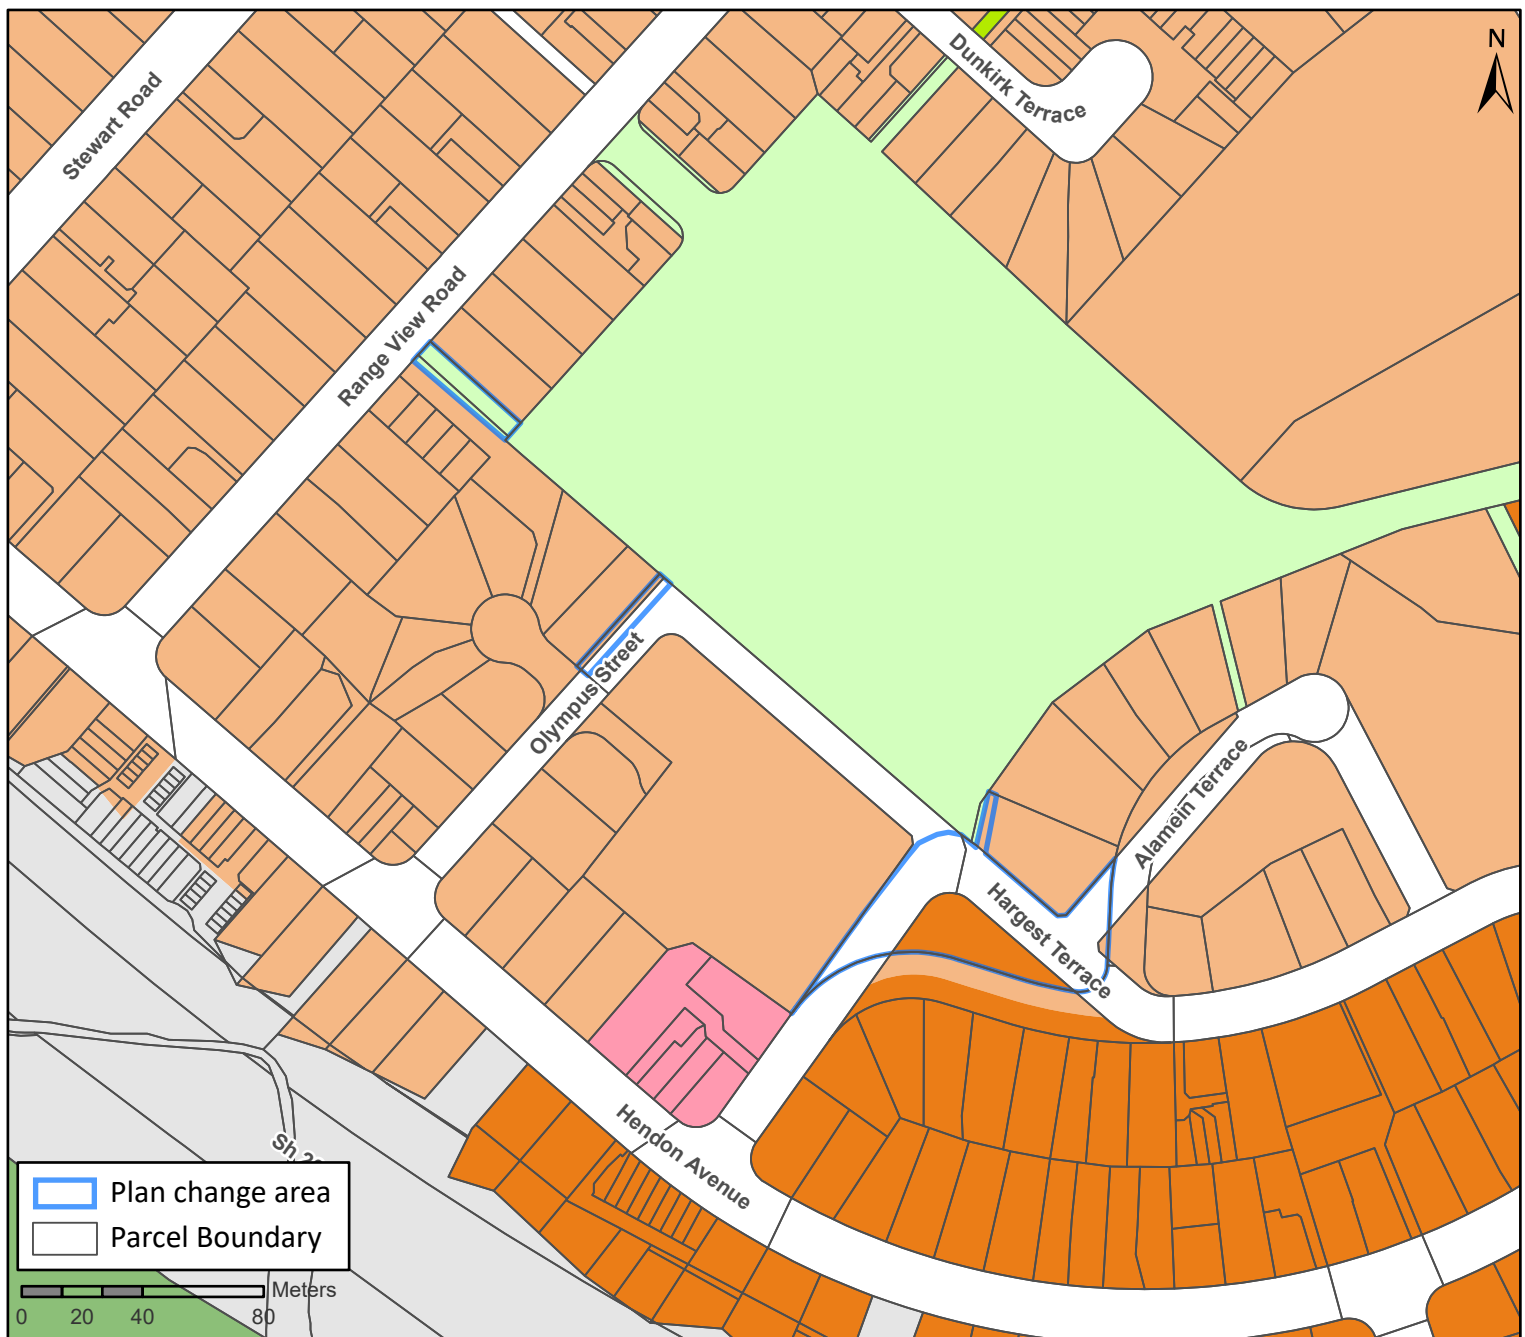 N
Dunkirk Terrace
Stewart Road
Range View Road
Olympus Street
Alamein Terrace
Hargest Terrace
Hendon Avenue
Sh
Plan change area
Parcel Boundary
Meters
0 20 40 80